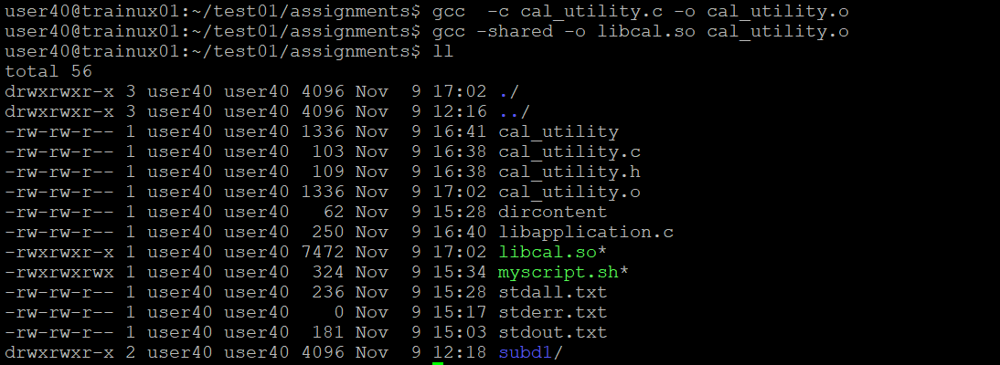 user40@trainux01:~/test01/assignments$ gcc  -c cal_utility.c -o cal_utility.o
user40@trainux01:~/test01/assignments$ gcc -shared -o libcal.so cal_utility.o
user40@trainux01:~/test01/assignments$ ll
total 56
drwxrwxr-x 3 user40 user40 4096 Nov  9 17:02 ./
drwxrwxr-x 3 user40 user40 4096 Nov  9 12:16 ../
-rw-rw-r-- 1 user40 user40 1336 Nov  9 16:41 cal_utility
-rw-rw-r-- 1 user40 user40  103 Nov  9 16:38 cal_utility.c
-rw-rw-r-- 1 user40 user40  109 Nov  9 16:38 cal_utility.h
-rw-rw-r-- 1 user40 user40 1336 Nov  9 17:02 cal_utility.o
-rw-rw-r-- 1 user40 user40   62 Nov  9 15:28 dircontent
-rw-rw-r-- 1 user40 user40  250 Nov  9 16:40 libapplication.c
-rwxrwxr-x 1 user40 user40 7472 Nov  9 17:02 libcal.so*
-rwxrwxrwx 1 user40 user40  324 Nov  9 15:34 myscript.sh*
-rw-rw-r-- 1 user40 user40  236 Nov  9 15:28 stdall.txt
-rw-rw-r-- 1 user40 user40    0 Nov  9 15:17 stderr.txt
-rw-rw-r-- 1 user40 user40  181 Nov  9 15:03 stdout.txt
drwxrwxr-x 2 user40 user40 4096 Nov  9 12:18 subd1/